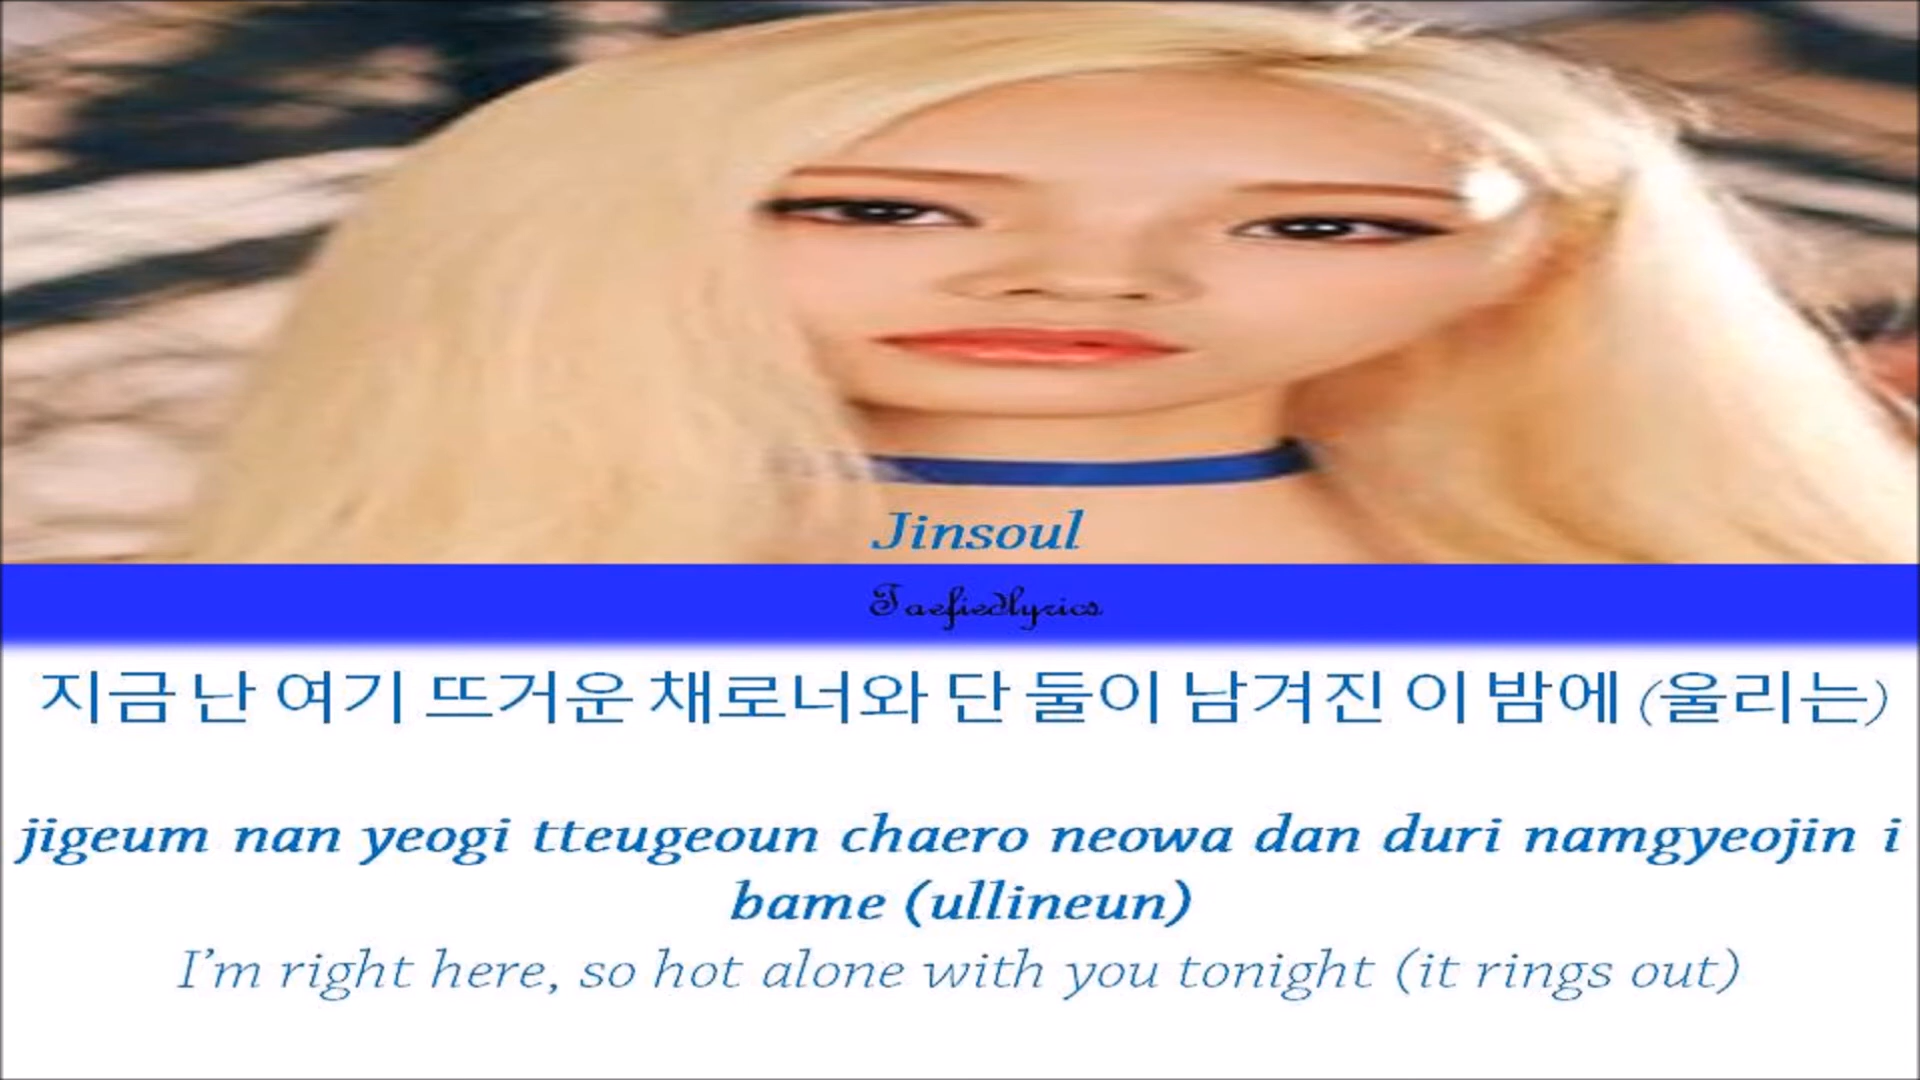 Jinsoul
Taefiedlyrics
지금 난 여기 뜨거운 채로너와 단 둘이 남겨진 이 밤에 (울리는)
jigeum nan yeogi tteugeoun chaero neowa dan duri namgyeojin i
bame (ullineun)
I'm right here, so hot alone with you tonight (it rings out)